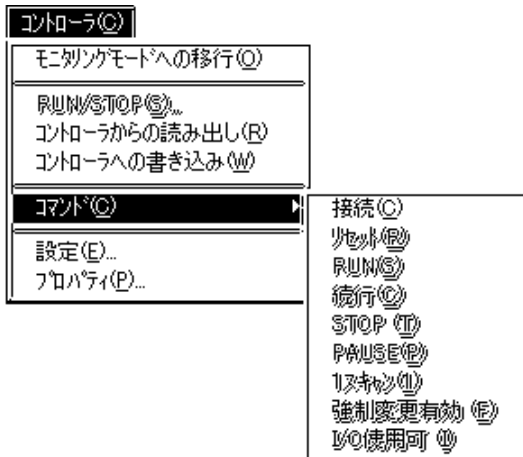 コントローラ(C)
モニタリングモードへの移行(O)
RUN/STOP(S)...
コントローラからの読み出し(R)
コントローラへの書き込み(W)
コマンド(C)
設定(E)...
プロパティ(P)...
接続(C)
リセット(R)
RUN(S)
続行(C)
STOP (T)
PAUSE(P)
1スキャン(1)
強制変更有効 (F)
I/O使用可 (I)